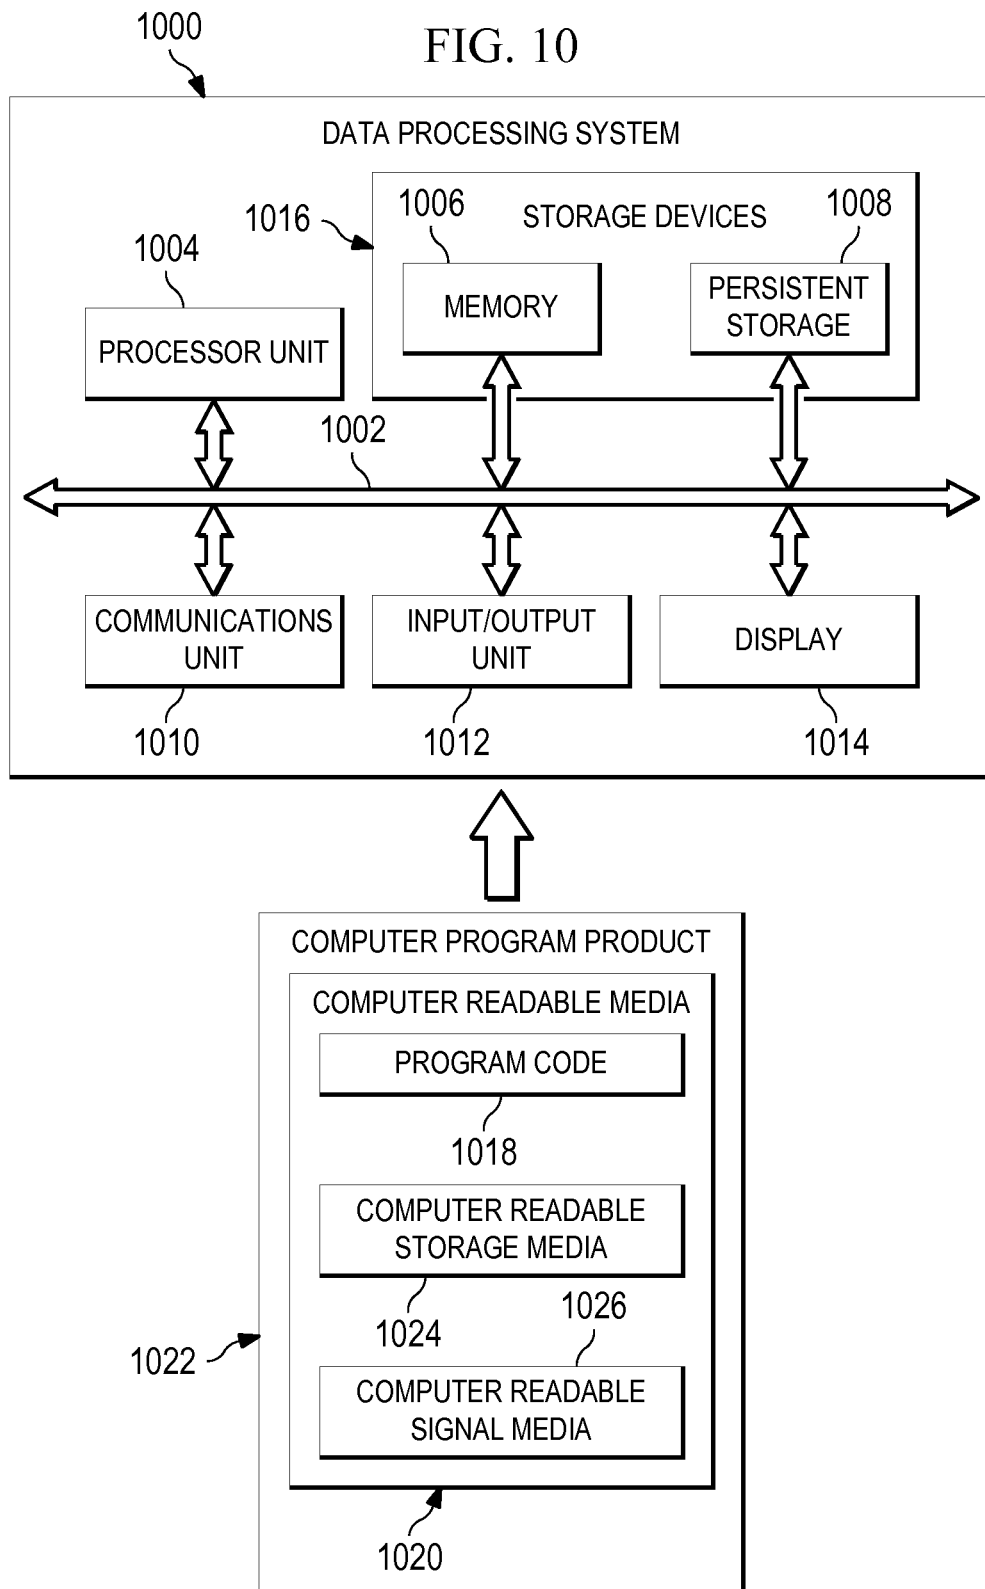 1000
FIG. 10
DATA PROCESSING SYSTEM
1016
1006
STORAGE DEVICES
1008
1004
MEMORY
PERSISTENT
STORAGE
PROCESSOR UNIT
1002
COMMUNICATIONS
UNIT
INPUT/OUTPUT
UNIT
DISPLAY
1010
1012
1014
COMPUTER PROGRAM PRODUCT
COMPUTER READABLE MEDIA
PROGRAM CODE
1018
COMPUTER READABLE
STORAGE MEDIA
1024
1026
1022
COMPUTER READABLE
SIGNAL MEDIA
1020